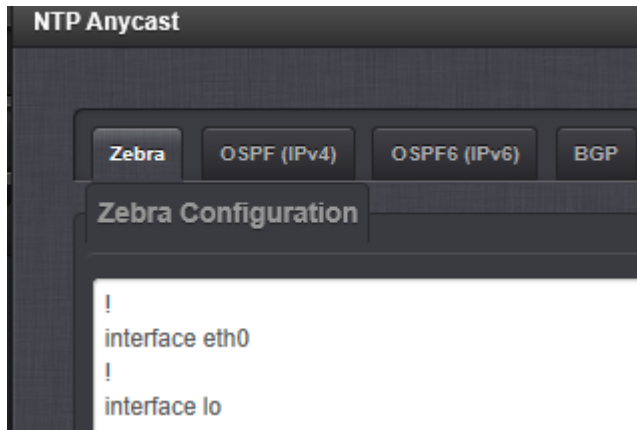 NTP Anycast
Zebra OSPF (IPv4) OSPF6 (IPv6) BGP
Zebra Configuration
!
interface eth0
!
interface lo